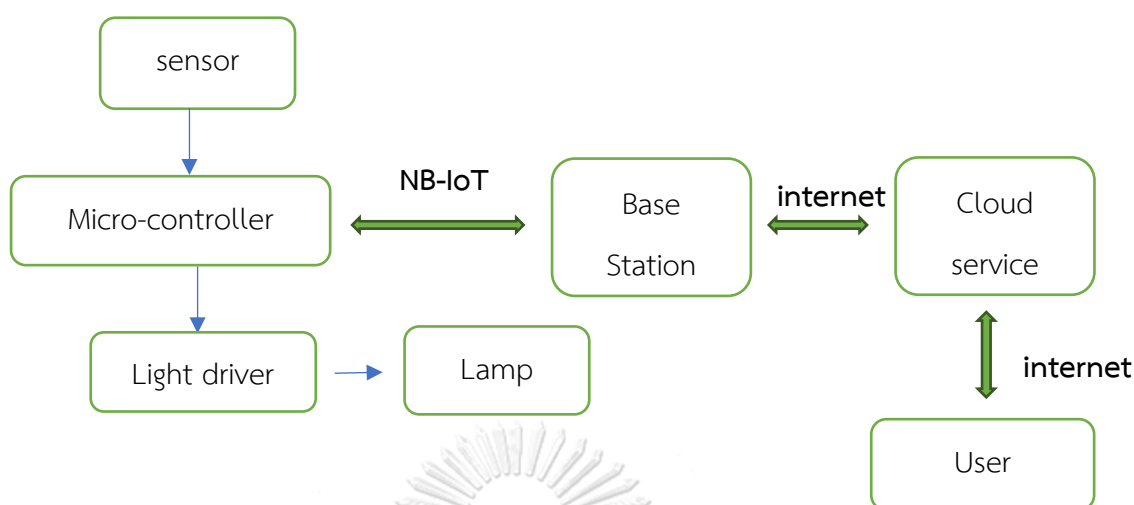 sensor
Micro-controller
NB-IoT
Base
Station
internet
Cloud
service
Light driver
Lamp
internet
User